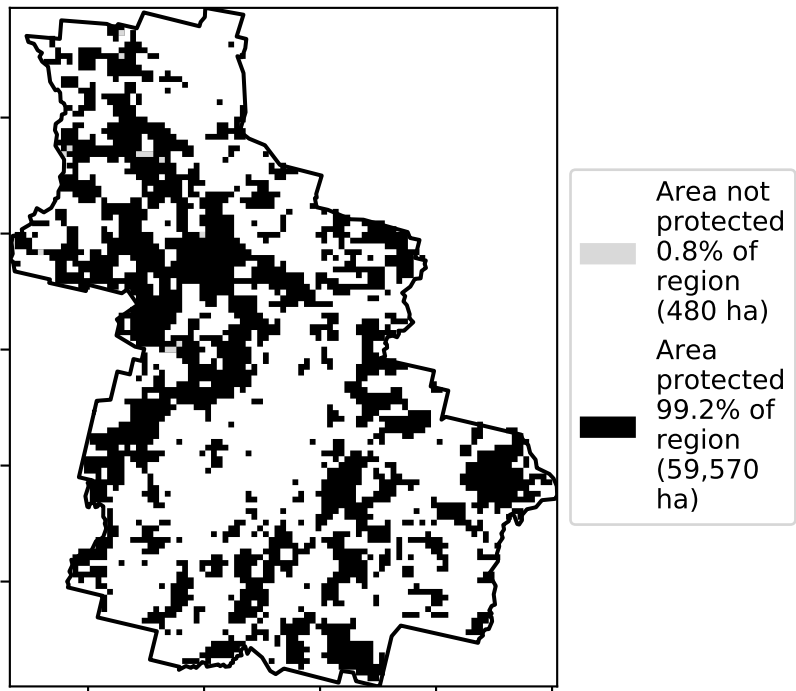 Area not
protected
0.8% of
region
(480 ha)
Area
protected
99.2% of
region
(59,570
ha)